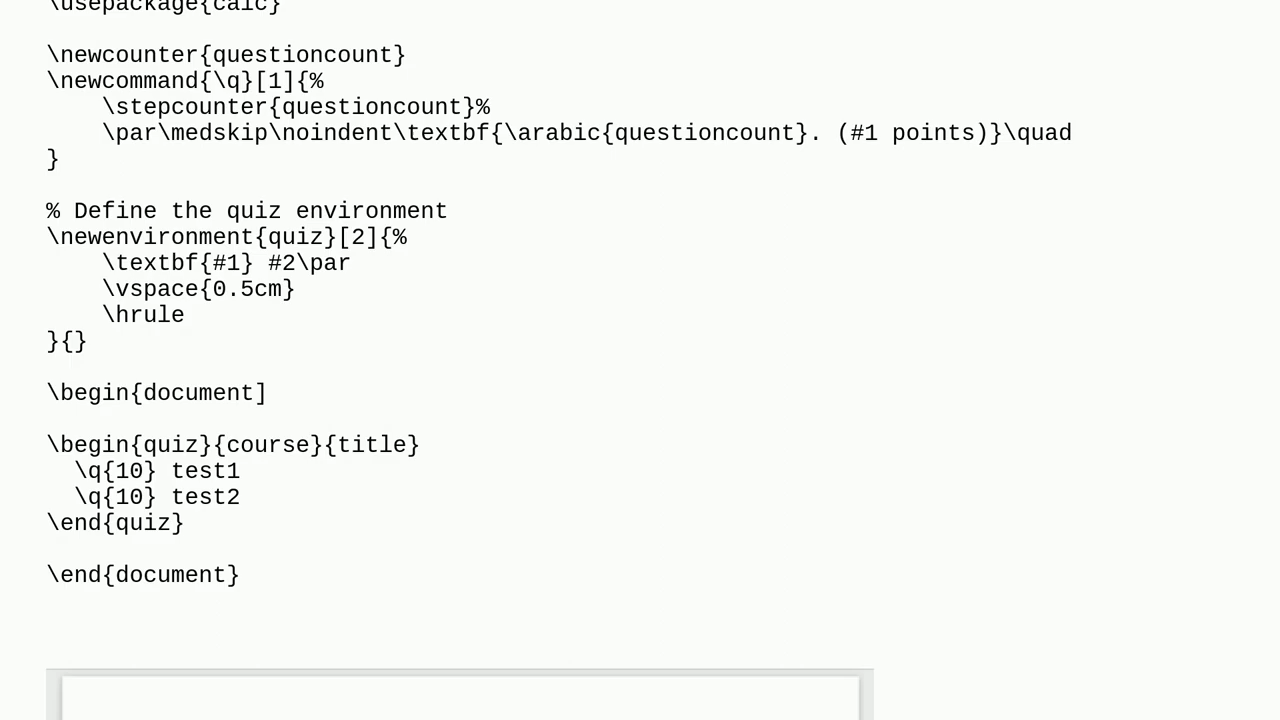 \usepackage{calc}
\newcounter{questioncount}
\newcommand{\q}[1]{%
\stepcounter{questioncount}%
\par\medskip\noindent\textbf{\arabic{questioncount}. (#1 points)}\quad
}
% Define the quiz environment
\newenvironment{quiz}[2]{%
\textbf{#1} #2\par
\vspace{0.5cm}
\hrule
}{}
\begin{document]
\begin{quiz}{course}{title}
\q{10} test1
\q{10} test2
\end{quiz}
\end{document}